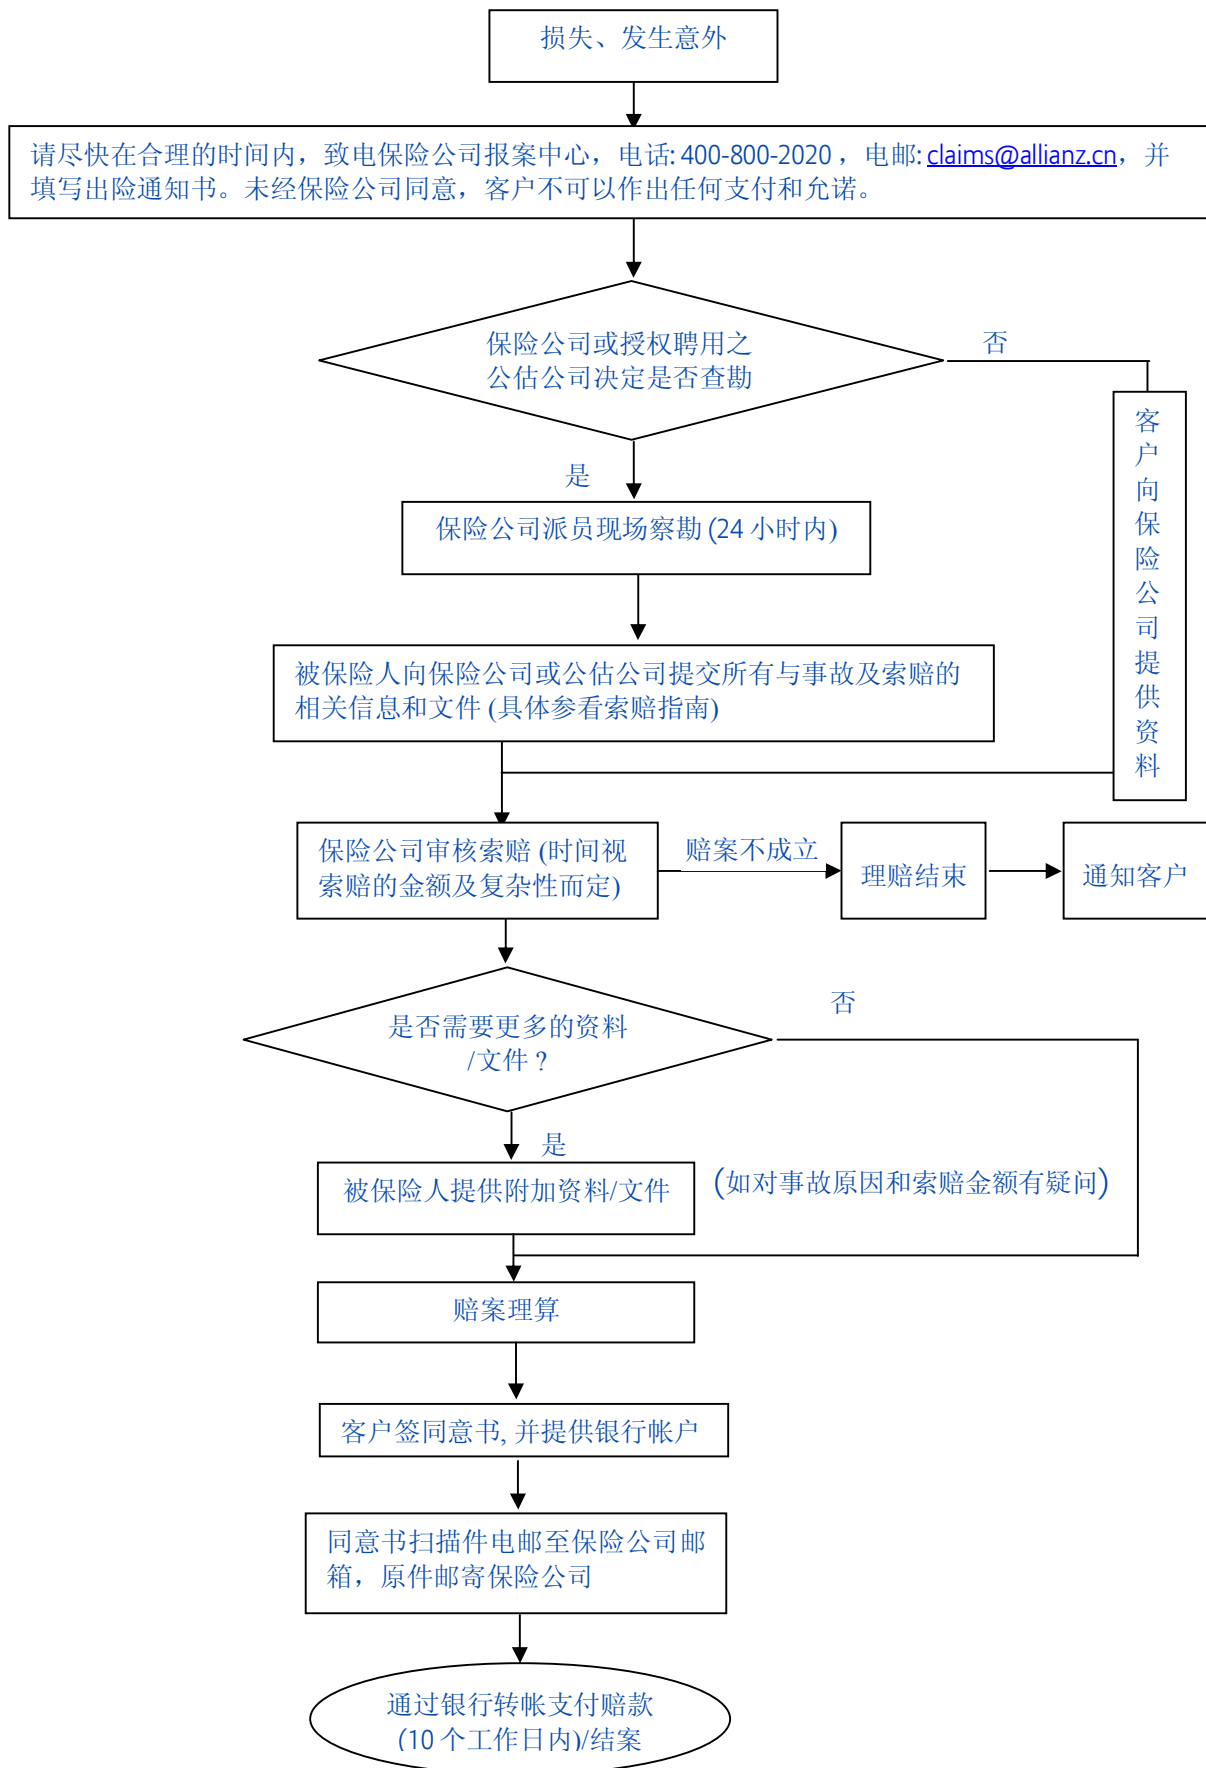 损失、发生意外
请尽快在合理的时间内，致电保险公司报案中心，电话: 400-800-2020 ，电邮: claims@allianz.cn，并
填写出险通知书。未经保险公司同意，客户不可以作出任何支付和允诺。
保险公司或授权聘用之
公估公司决定是否查勘
否
是
客
户
向
保
险
公
司
提
供
资
料
保险公司派员现场察勘 (24 小时内)
被保险人向保险公司或公估公司提交所有与事故及索赔的
相关信息和文件 (具体参看索赔指南)
保险公司审核索赔 (时间视
索赔的金额及复杂性而定)
赔案不成立
理赔结束
通知客户
是否需要更多的资料
/文件 ?
否
是
被保险人提供附加资料/文件
(如对事故原因和索赔金额有疑问)
赔案理算
客户签同意书, 并提供银行帐户
同意书扫描件电邮至保险公司邮
箱，原件邮寄保险公司
通过银行转帐支付赔款
(10 个工作日内)/结案